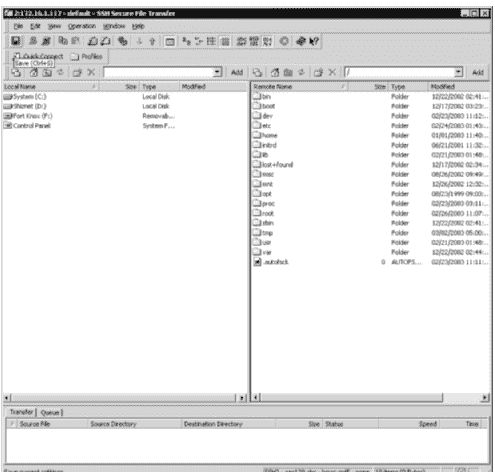 2:172.16.1.117 - default - SSH Secure File Transfer
File Edit View Operation Window Help
Quick Connect Profiles
Save (Ctrl+S)
Add / Add
Local Name / Size Type Modified
System (C:) Local Disk
Shiznet (D:) Local Disk
Fort Knox (F:) Removab...
Control Panel System F...
Remote Name / Size Type Modified
bin Folder 12/22/2002 02:41...
boot Folder 12/17/2002 03:23...
dev Folder 02/23/2003 11:12...
etc Folder 02/24/2003 01:43...
home Folder 01/01/2003 11:40...
initrd Folder 06/21/2001 11:32...
lib Folder 02/21/2003 01:48...
lost+found Folder 12/17/2002 02:34...
misc Folder 08/26/2002 09:49...
mnt Folder 12/26/2002 12:32...
opt Folder 08/23/1999 09:03...
proc Folder 02/23/2003 03:11...
root Folder 02/26/2003 11:07...
sbin Folder 12/22/2002 02:41...
tmp Folder 03/02/2003 05:00...
usr Folder 02/21/2003 01:48...
var Folder 12/22/2002 02:44...
.autofsck 0 AUTOFS... 02/23/2003 11:11...
Transfer Queue
/ Source File Source Directory Destination Directory Size Status Speed Time